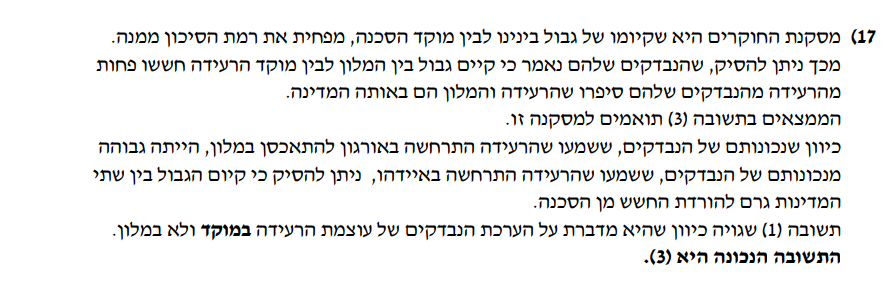 17) מסקנת החוקרים היא שקיומו של גבול בינינו לבין מוקד הסכנה, מפחית את רמת הסיכון ממנה.
מכך ניתן להסיק, שהנבדקים שלהם נאמר כי קיים גבול בין המלון לבין מוקד הרעידה חששו פחות
מהרעידה מהנבדקים שלהם סיפרו שהרעידה והמלון הם באותה המדינה.
הממצאים בתשובה (3) תואמים למסקנה זו.
כיוון שנכונותם של הנבדקים, ששמעו שהרעידה התרחשה באורגון להתאכסן במלון, הייתה גבוהה
מנכונותם של הנבדקים, ששמעו שהרעידה התרחשה באיידהו, ניתן להסיק כי קיום הגבול בין שתי
המדינות גרם להורדת החשש מן הסכנה.
תשובה (1) שגויה כיוון שהיא מדברת על הערכת הנבדקים של עוצמת הרעידה במוקד ולא במלון.
התשובה הנכונה היא (3).